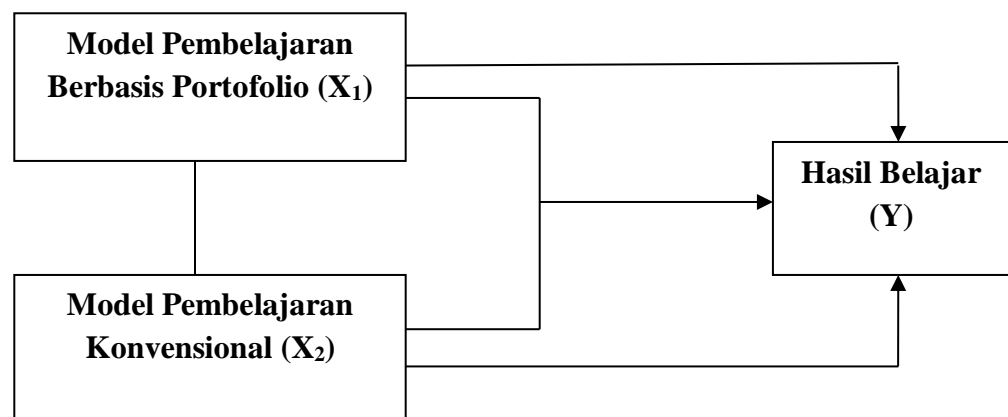 Model Pembelajaran
Berbasis Portofolio (X₁)
Hasil Belajar
(Y)
Model Pembelajaran
Konvensional (X₂)